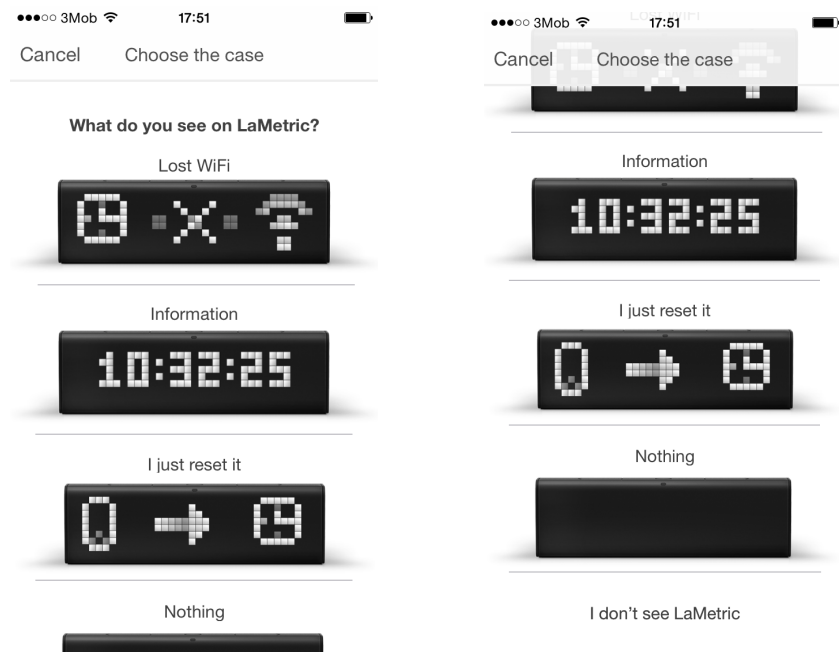 3Mob 17:51
Cancel Choose the case
What do you see on LaMetric?
Lost WiFi
Information
10:32:25
I just reset it
Nothing
3Mob 17:51
Lost WiFi
Cancel Choose the case
Information
10:32:25
I just reset it
Nothing
I don't see LaMetric